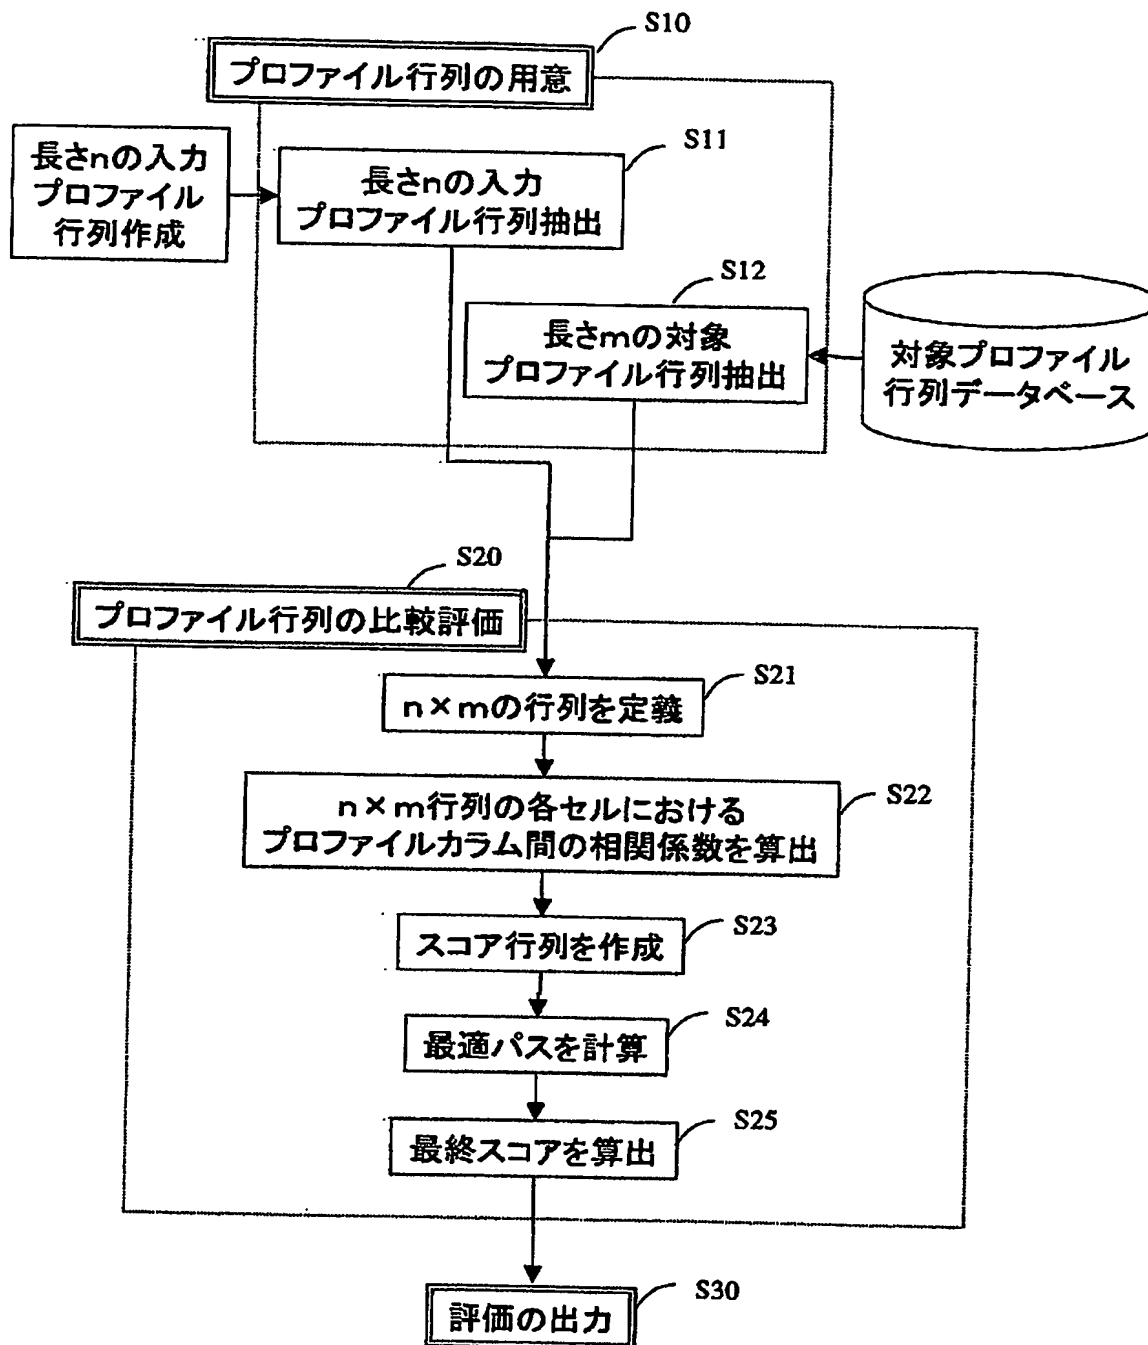 S10
プロファイル行列の用意
長さnの入力
プロファイル
行列作成
S11
長さnの入力
プロファイル行列抽出
S12
長さmの対象
プロファイル行列抽出
対象プロファイル
行列データベース
S20
プロファイル行列の比較評価
S21
n×mの行列を定義
S22
n×m行列の各セルにおける
プロファイルカラム間の相関係数を算出
S23
スコア行列を作成
S24
最適パスを計算
S25
最終スコアを算出
S30
評価の出力